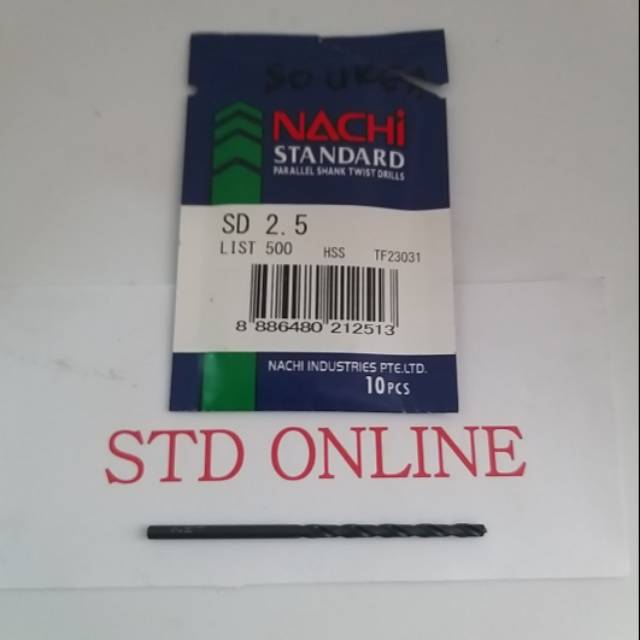 NACHi
STANDARD
PARALLEL SHANK TWIST DRILLS
SD 2.5
LIST 500 HSS TF23031
8 886480 212513
NACHI INDUSTRIES PTE.LTD.
10PCS
STD ONLINE